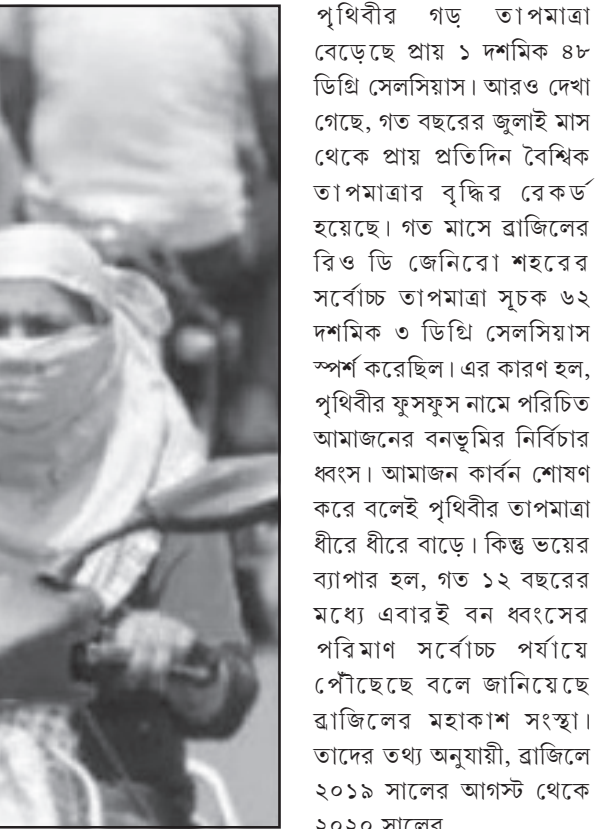 পৃথিবীর গড় তাপমাত্রা
বেড়েছে প্রায় ১ দশমিক ৪৮
ডিগ্রি সেলসিয়াস। আরও দেখা
গেছে, গত বছরের জুলাই মাস
থেকে প্রায় প্রতিদিন বৈশ্বিক
তাপমাত্রার বৃদ্ধির রেকর্ড
হয়েছে। গত মাসে ব্রাজিলের
রিও ডি জেনিরো শহরের
সর্বোচ্চ তাপমাত্রা সূচক ৬২
দশমিক ৩ ডিগ্রি সেলসিয়াস
স্পর্শ করেছিল। এর কারণ হল,
পৃথিবীর ফুসফুস নামে পরিচিত
আমাজনের বনভূমির নির্বিচার
ধ্বংস। আমাজন কার্বন শোষণ
করে বলেই পৃথিবীর তাপমাত্রা
ধীরে ধীরে বাড়ে। কিন্তু ভয়ের
ব্যাপার হল, গত ১২ বছরের
মধ্যে এবারই বন ধ্বংসের
পরিমাণ সর্বোচ্চ পর্যায়ে
পৌঁছেছে বলে জানিয়েছে
ব্রাজিলের মহাকাশ সংস্থা।
তাদের তথ্য অনুযায়ী, ব্রাজিলে
২০১৯ সালের আগস্ট থেকে
২০২০ সালের